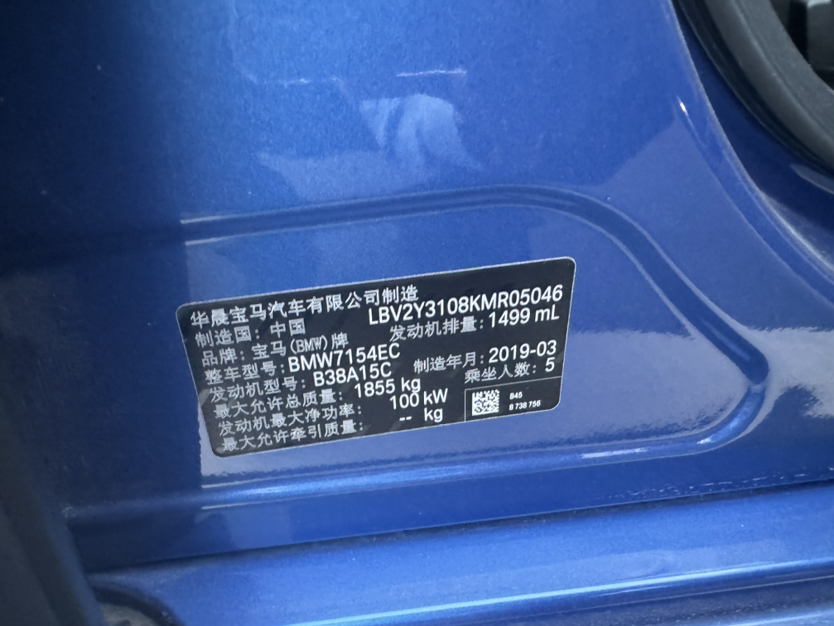 华晨宝马汽车有限公司制造
制造国：中国 LBV2Y3108KMR05046
品牌：宝马(BMW)牌 发动机排量：1499 mL
整车型号：BMW7154EC
发动机型号：B38A15C 制造年月：2019-03
最大允许总质量：1855 kg 乘坐人数：5
发动机最大净功率：100 kW
最大允许牵引质量：-- kg
B45
8 738 756